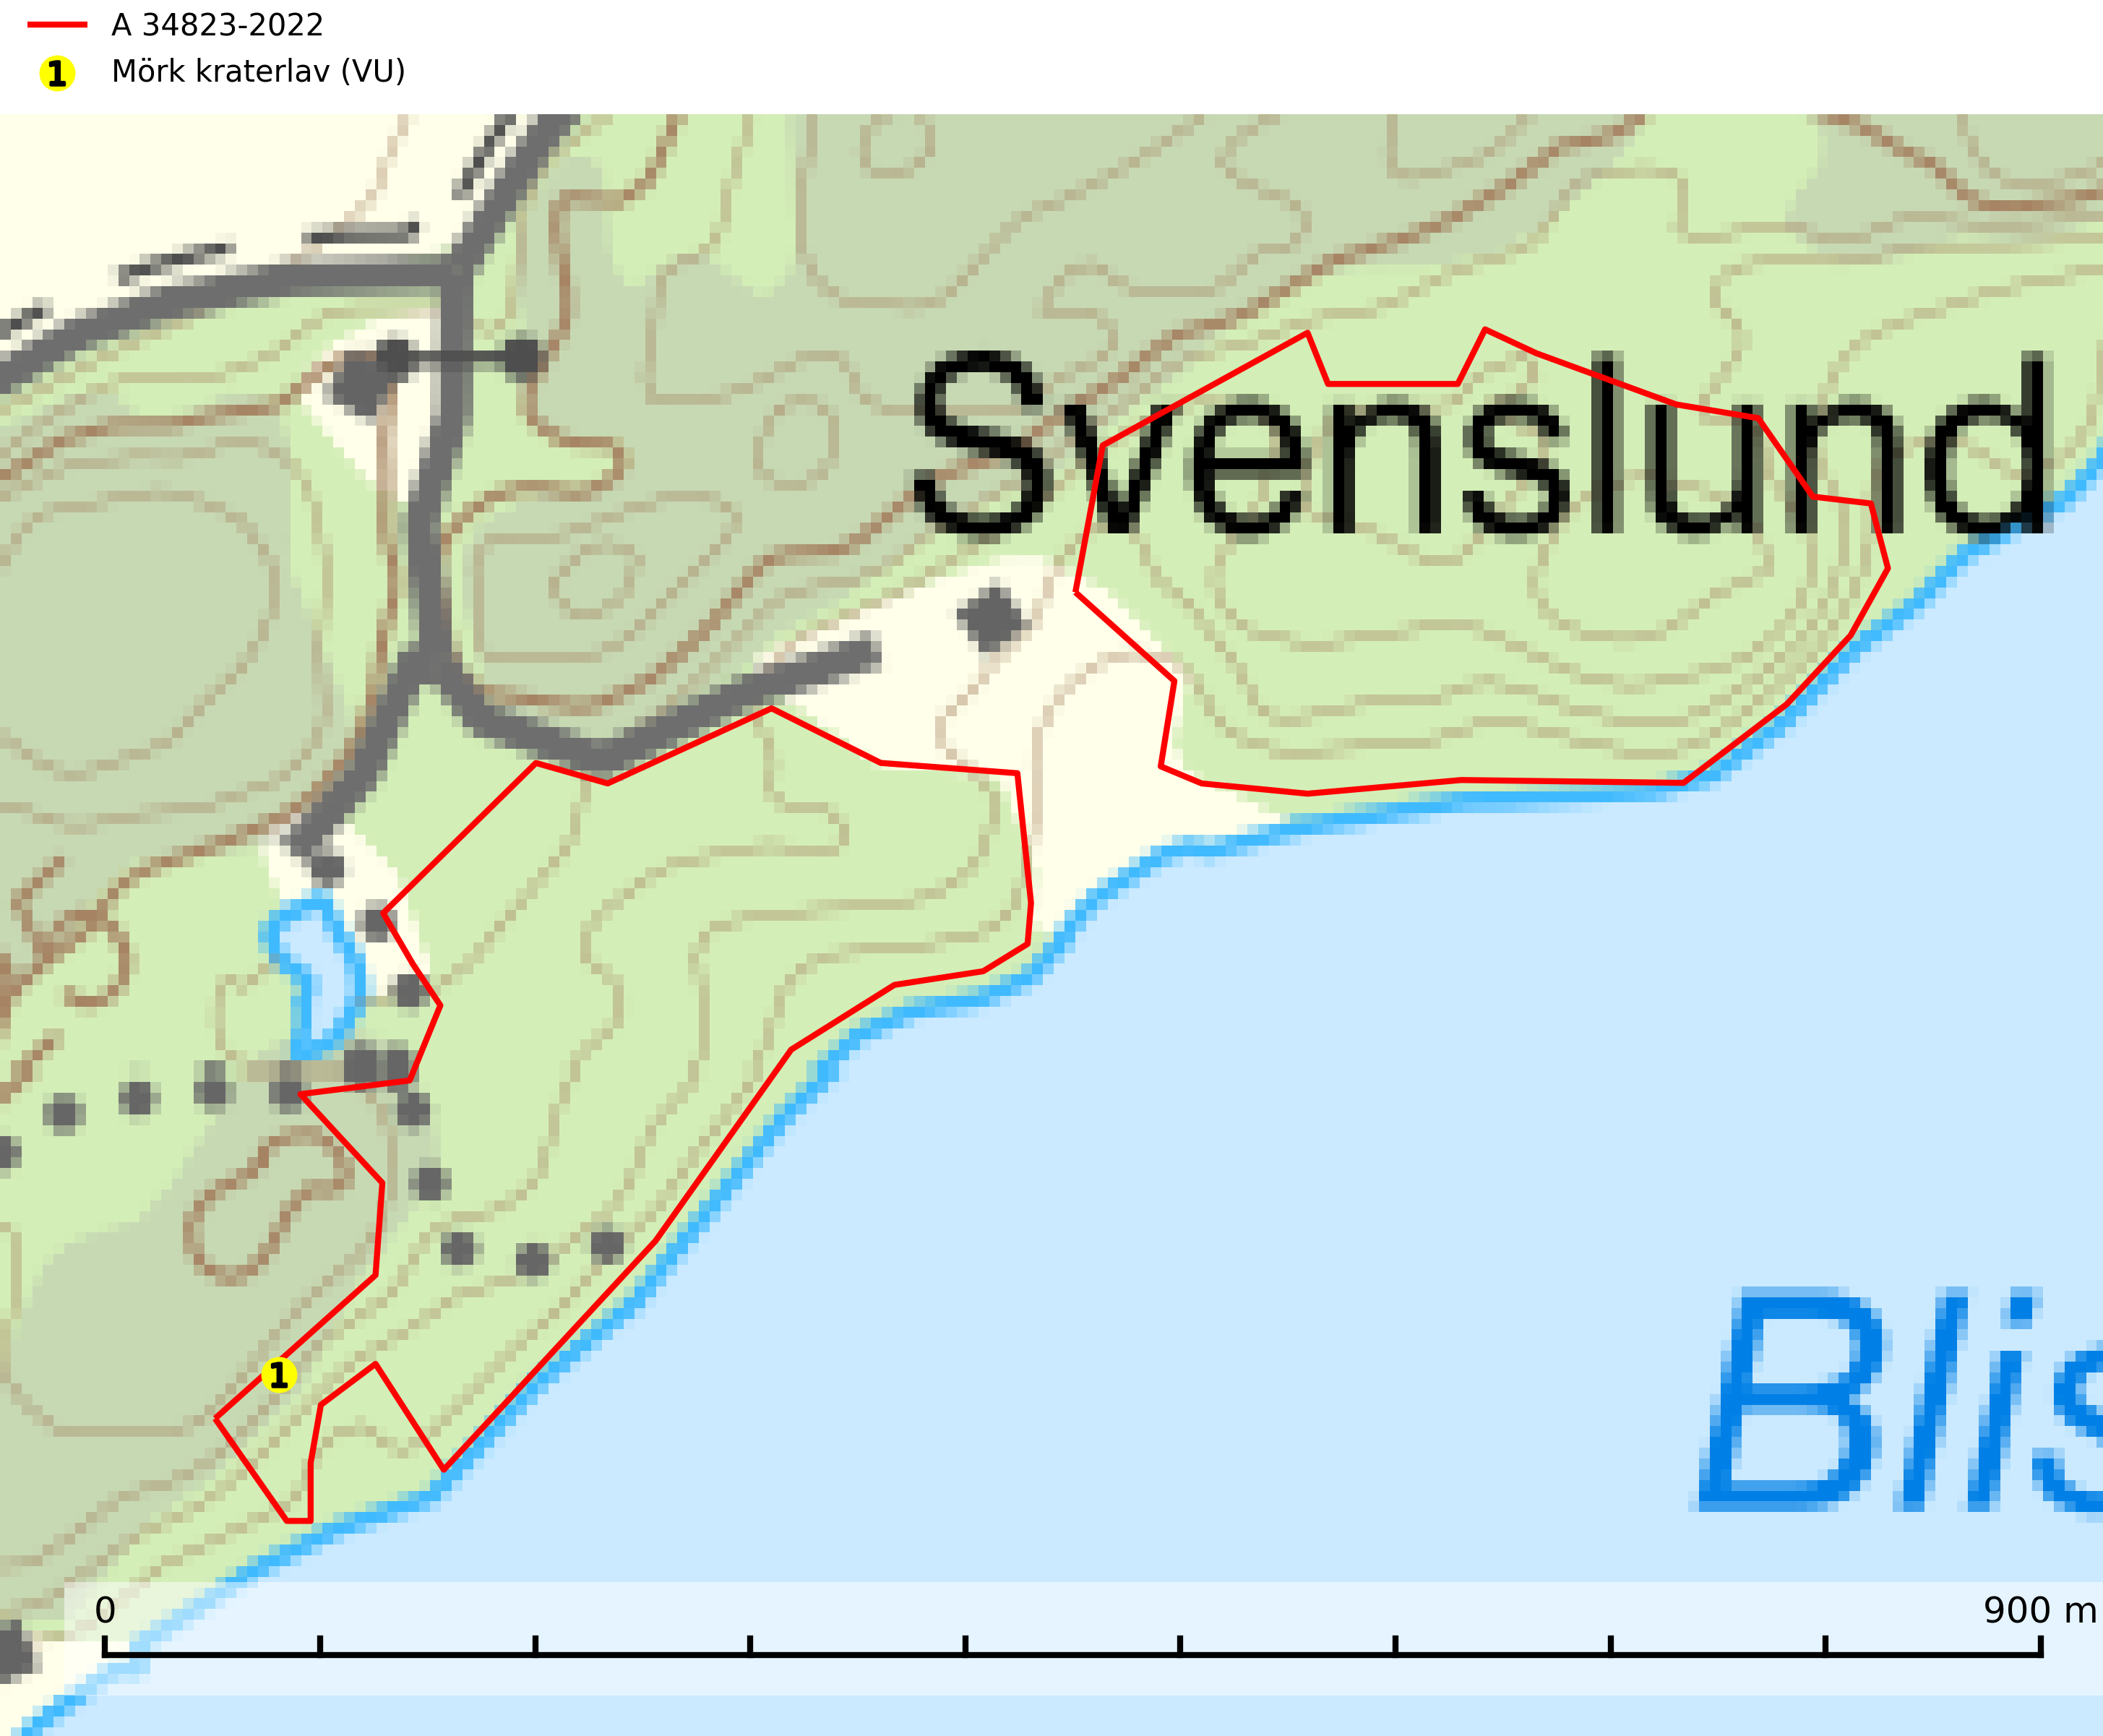 A 34823-2022
1 Mörk kraterlav (VU)
Svenslund
1
Blis
0 900 m